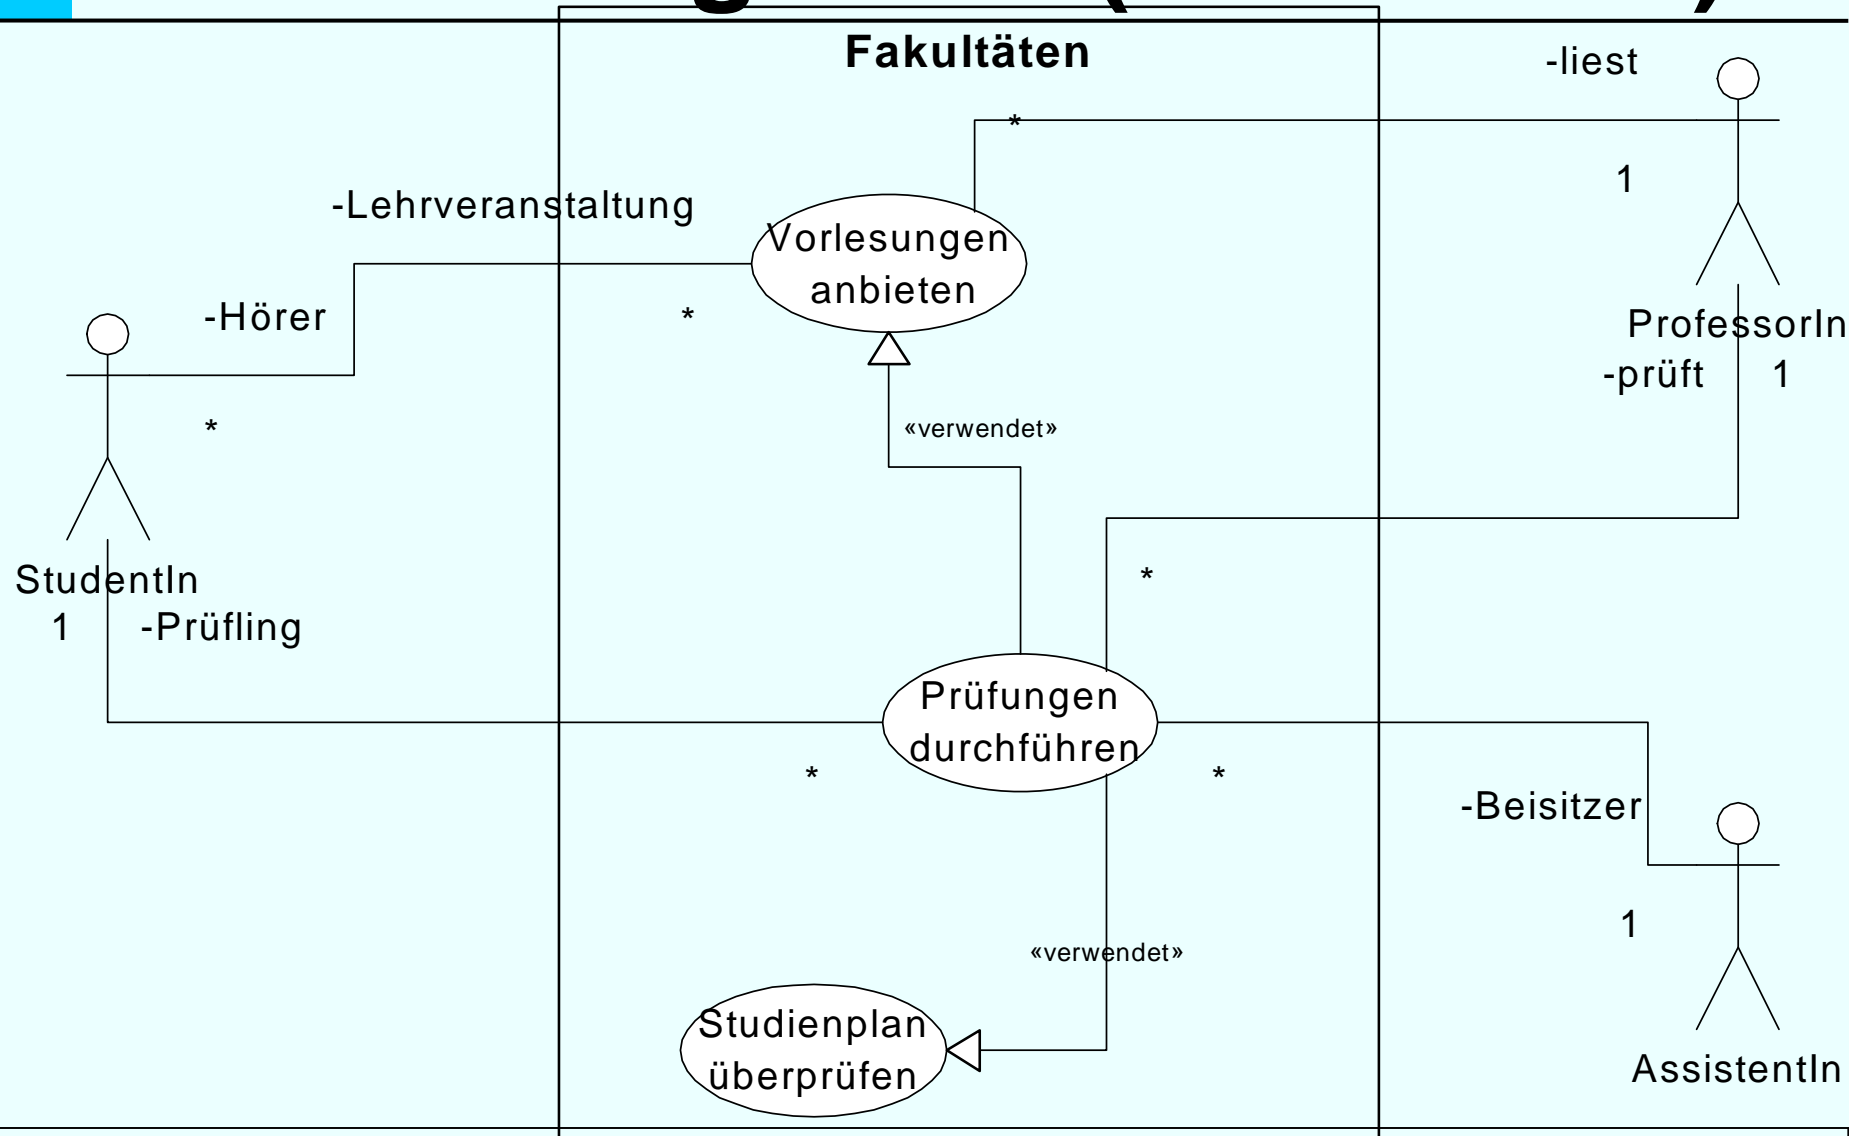 Fakultäten
-liest
*
1
-Lehrveranstaltung
Vorlesungen
anbieten
-Hörer
*
ProfessorIn
-prüft 1
*
«verwendet»
StudentIn
*
1 -Prüfling
Prüfungen
durchführen
*
*
-Beisitzer
1
«verwendet»
Studienplan
überprüfen
AssistentIn